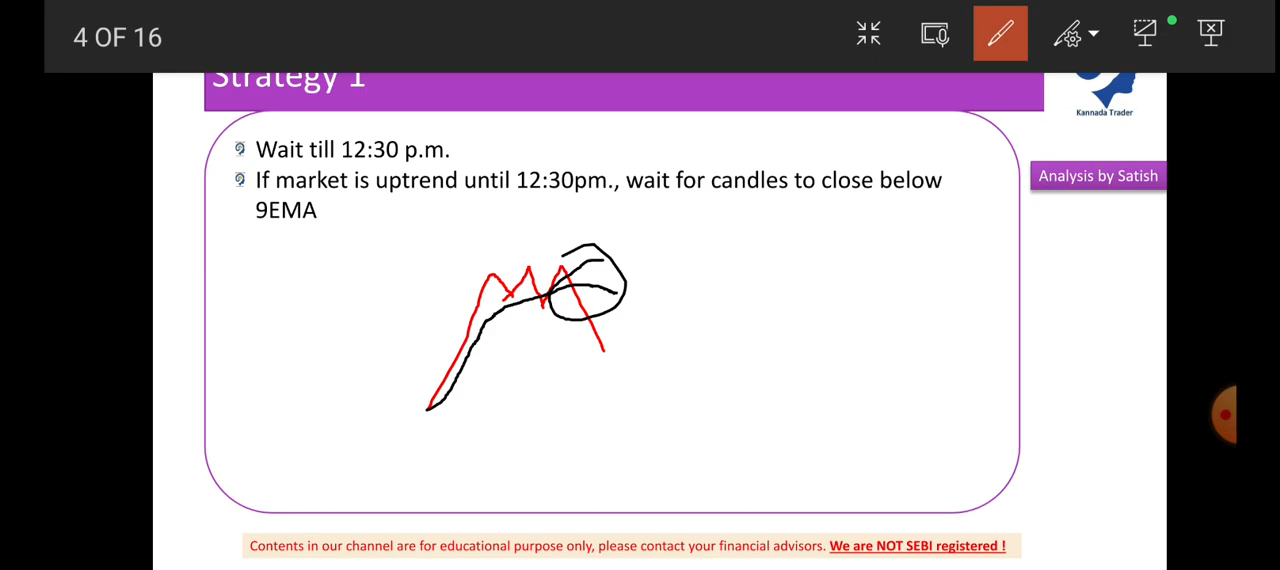 4 OF 16
Strategy 1
Kannada Trader
Wait till 12:30 p.m.
Analysis by Satish
If market is uptrend until 12:30pm., wait for candles to close below
9EMA
Contents in our channel are for educational purpose only, please contact your financial advisors. We are NOT SEBI registered !